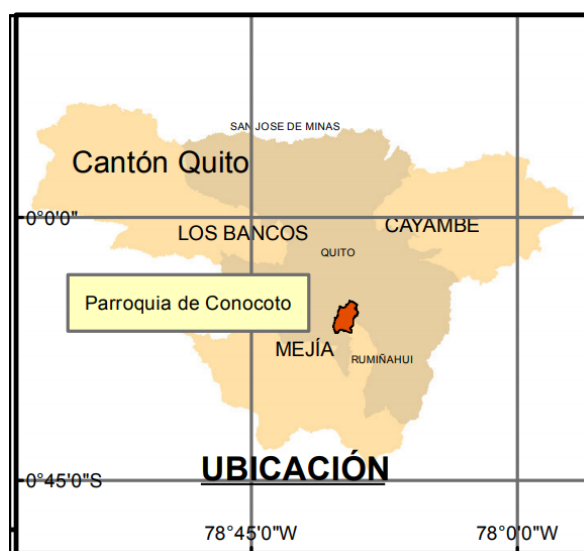 SAN JOSE DE MINAS
Cantón Quito
0°0'0"
LOS BANCOS
CAYAMBE
QUITO
Parroquia de Conocoto
MEJÍA
RUMIÑAHUI
UBICACIÓN
0°45'0"S
78°45'0"W
78°0'0"W